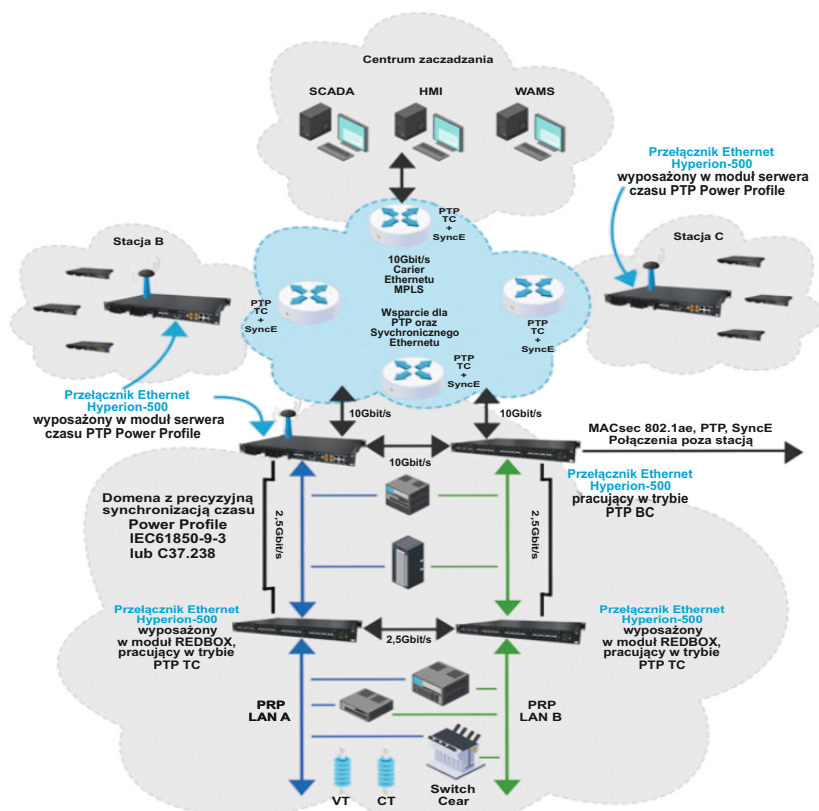 Centrum zaczadzania
SCADA
HMI
WAMS
Przełącznik Ethernet
Hyperion-500
wyposażony w moduł serwera
czasu PTP Power Profile
PTP
TC
+
SyncE
Stacja B
Stacja C
10Gbit/s
Carier
Ethernetu
MPLS
PTP
TC
+
SyncE
Wsparcie dla
PTP oraz
Syvchronicznego
Ethernetu
PTP
TC
+
SyncE
PTP
TC
+
SyncE
Przełącznik Ethernet
Hyperion-500
wyposażony w moduł serwera
czasu PTP Power Profile
10Gbit/s
10Gbit/s
MACsec 802.1ae, PTP, SyncE
Połączenia poza stacją
10Gbit/s
Przełącznik Ethernet
Hyperion-500
pracujący w trybie
PTP BC
Domena z precyzyjną
synchronizacją czasu
Power Profile
IEC61850-9-3
lub C37.238
2,5Gbit/s
2,5Gbit/s
Przełącznik Ethernet
Hyperion-500
wyposażony
w moduł REDBOX,
pracujący w trybie
PTP TC
2,5Gbit/s
Przełącznik Ethernet
Hyperion-500
wyposażony
w moduł REDBOX,
pracujący w trybie
PTP TC
PRP
LAN A
PRP
LAN B
VT
CT
Switch
Cear